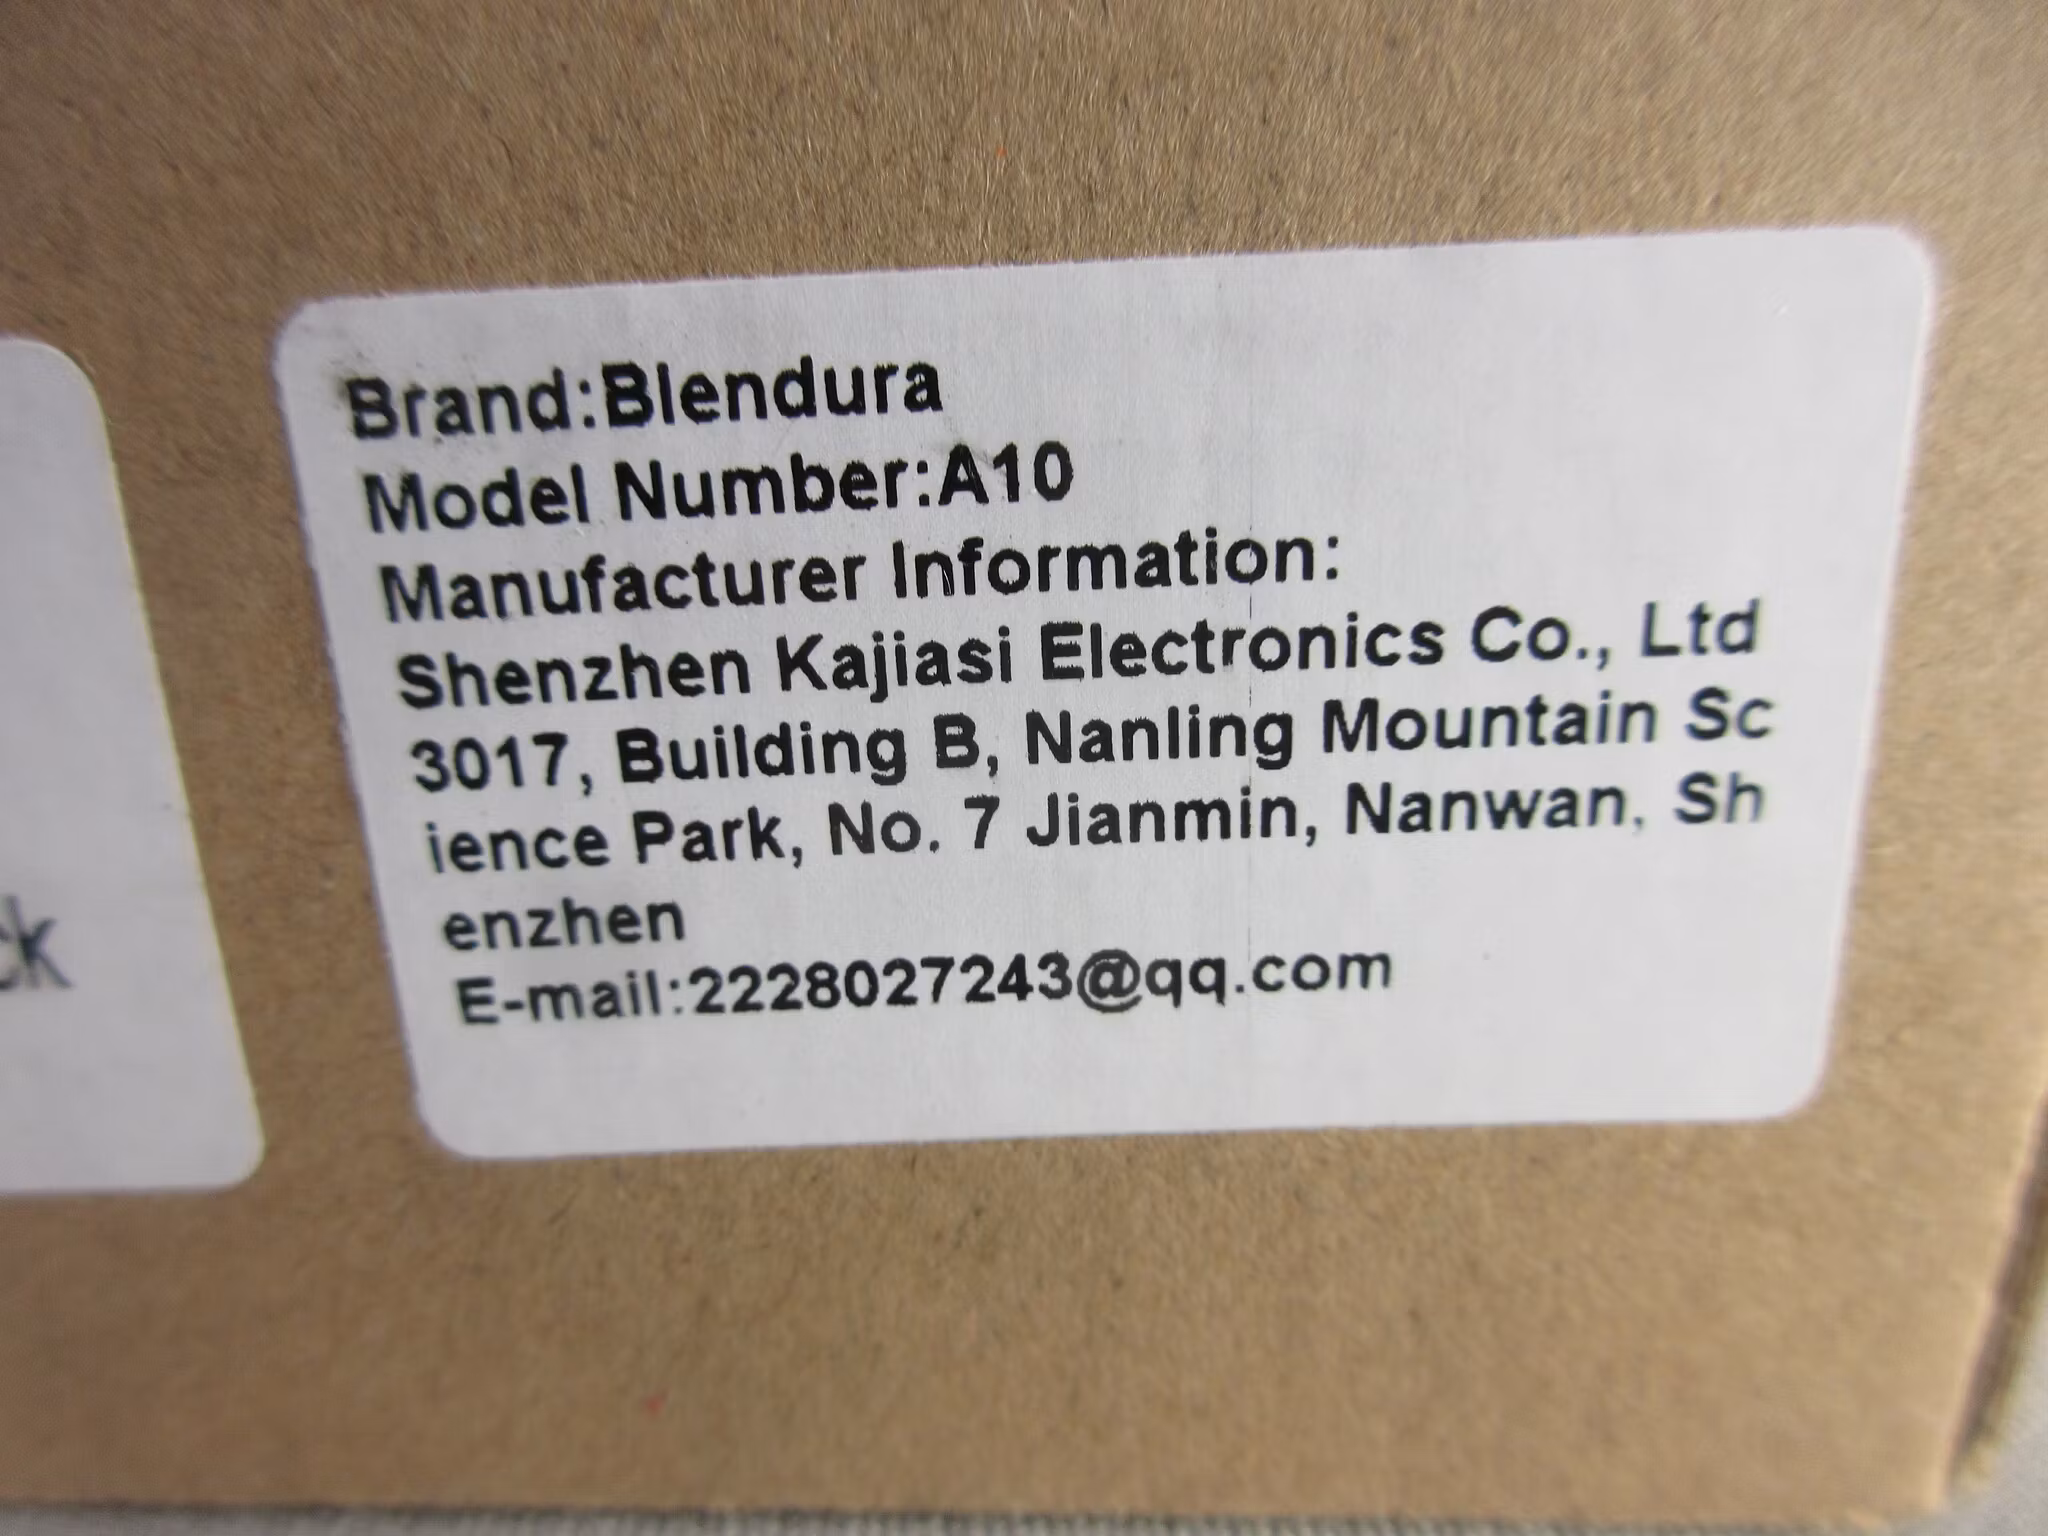 Brand:Blendura
Model Number:A10
Manufacturer Information:
Shenzhen Kajiasi Electronics Co., Ltd
3017, Building B, Nanling Mountain Sc
ience Park, No. 7 Jianmin, Nanwan, Sh
enzhen
E-mail:2228027243@qq.com
ck